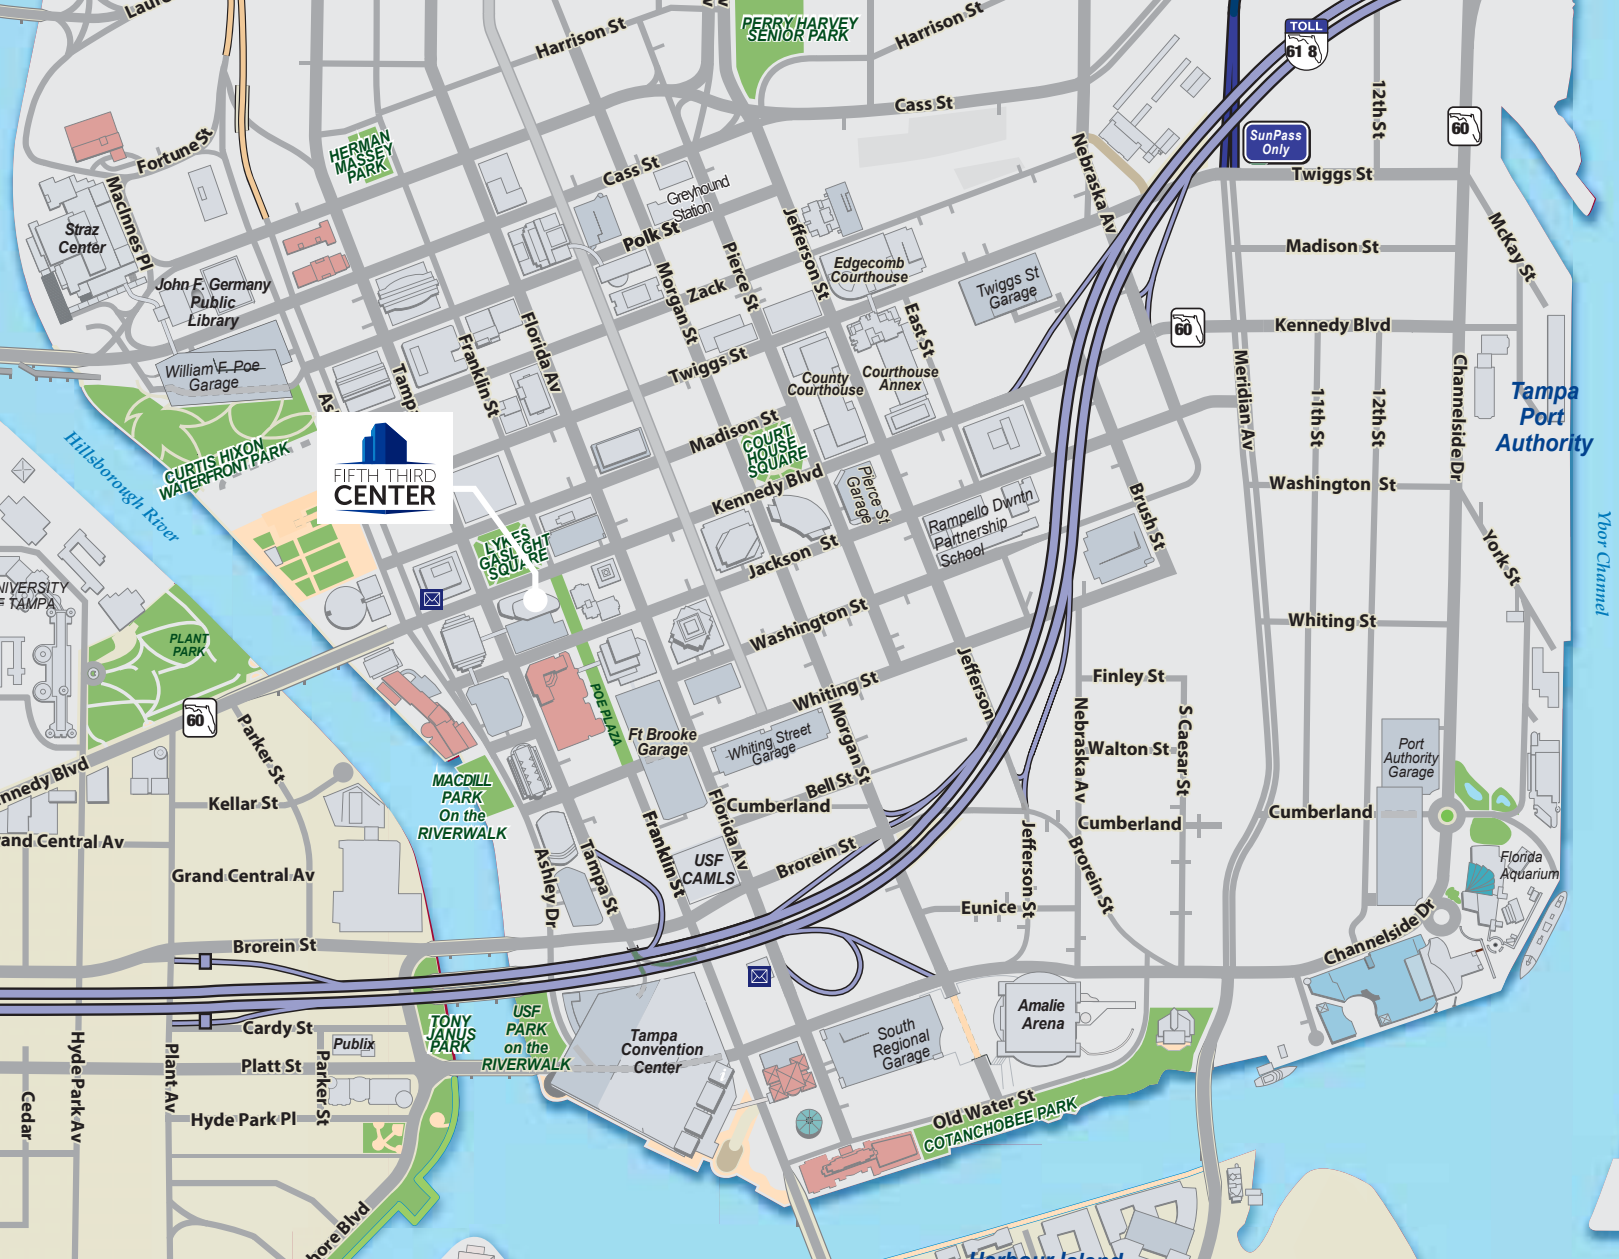 Harrison St
PERRY HARVEY
SENIOR PARK
Harrison St
TOLL
618
Cass St
12th St
60
SunPass
Only
Fortune St
HERMAN
MASSEY
PARK
Cass St
Nebraska Av
Twiggs St
MacInnes Pl
Greyhound
Station
Straz
Center
Polk St
Jefferson St
McKay St
Madison St
Pierce St
Morgan St
Edgecomb
Courthouse
Twiggs St
Garage
John F. Germany
Public
Library
Zack
East St
60
Kennedy Blvd
Florida Av
Franklin St
Twiggs St
William F. Poe
Garage
County
Courthouse
Courthouse
Annex
Meridian Av
Channelside Dr
11th St
12th St
Tampa
Port
Authority
Madison St
COURT
HOUSE
SQUARE
Hillsborough River
CURTIS HIXON
WATERFRONT PARK
FIFTH THIRD
CENTER
Kennedy Blvd
Pierce St
Garage
Rampello Dwntn
Partnership
School
Brush St
Washington St
Ybor Channel
LYKES
GASLIGHT
SQUARE
Jackson St
York St
PLANT
PARK
Washington St
Whiting St
60
Parker St
POE PLAZA
Ft Brooke
Garage
Whiting St
Jefferson
Finley St
Nebraska Av
S Caesar St
Whiting Street
Garage
Morgan St
Walton St
Port
Authority
Garage
MACDILL
PARK
On the
RIVERWALK
Kellar St
Bell St
Cumberland
Franklin St
Florida Av
Cumberland
Cumberland
Jefferson St
Brorein St
USF
CAMLS
Brorein St
Florida
Aquarium
Grand Central Av
Ashley Dr
Tampa St
Eunice St
Channelside Dr
Brorein St
Amalie
Arena
TONY
JANUS
PARK
USF
PARK
on the
RIVERWALK
Cardy St
Publix
Platt St
Tampa
Convention
Center
South
Regional
Garage
Hyde Park Av
Plant Av
Parker St
Cedar
Hyde Park Pl
Old Water St
COTANCHOBEE PARK